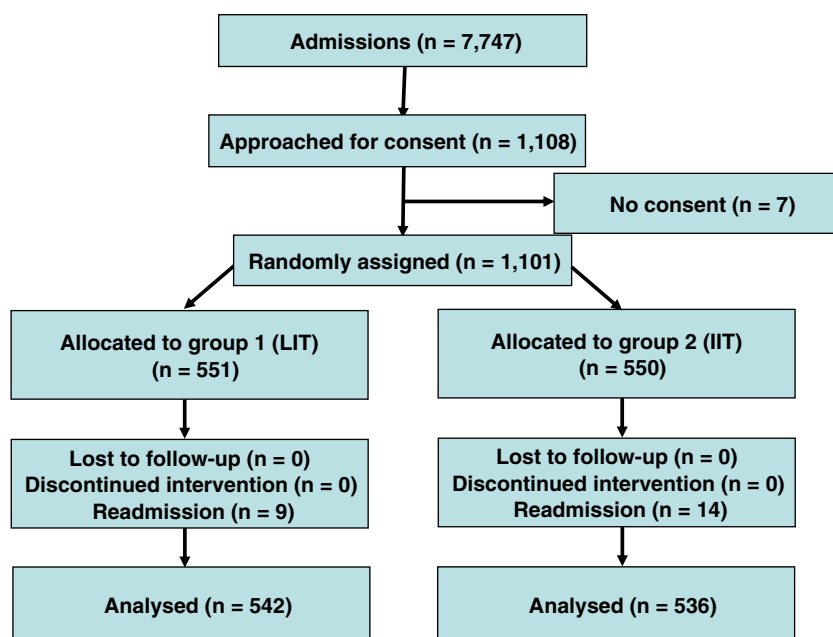 Admissions (n = 7,747)
Approached for consent (n = 1,108)
No consent (n = 7)
Randomly assigned (n = 1,101)
Allocated to group 1 (LIT)
(n = 551)
Allocated to group 2 (IIT)
(n = 550)
Lost to follow-up (n = 0)
Discontinued intervention (n = 0)
Readmission (n = 9)
Lost to follow-up (n = 0)
Discontinued intervention (n = 0)
Readmission (n = 14)
Analysed (n = 542)
Analysed (n = 536)